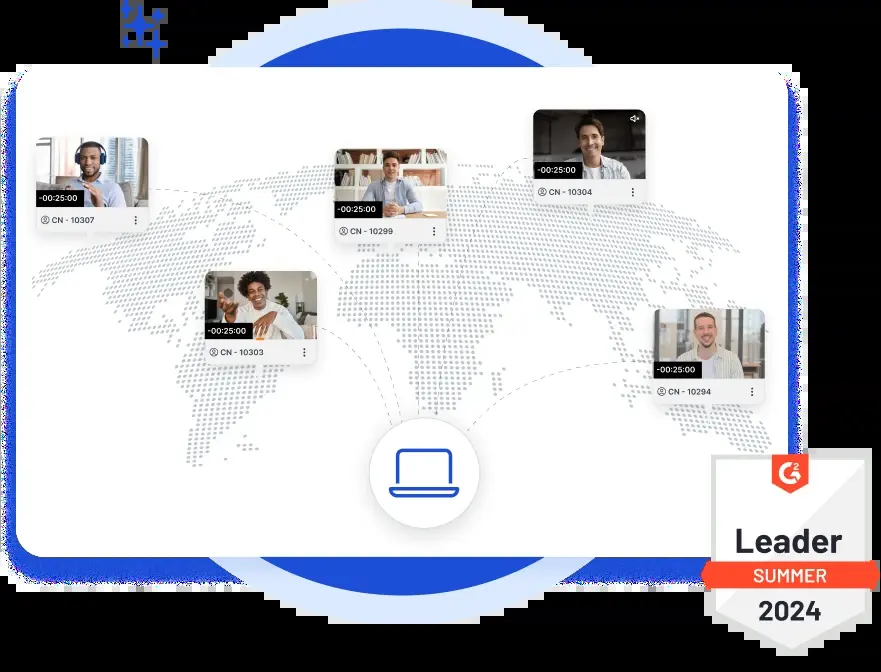 -00:25:00
CN - 10307
-00:25:00
CN - 10299
-00:25:00
CN - 10304
-00:25:00
CN - 10303
-00:25:00
CN - 10294
G2
Leader
SUMMER
2024